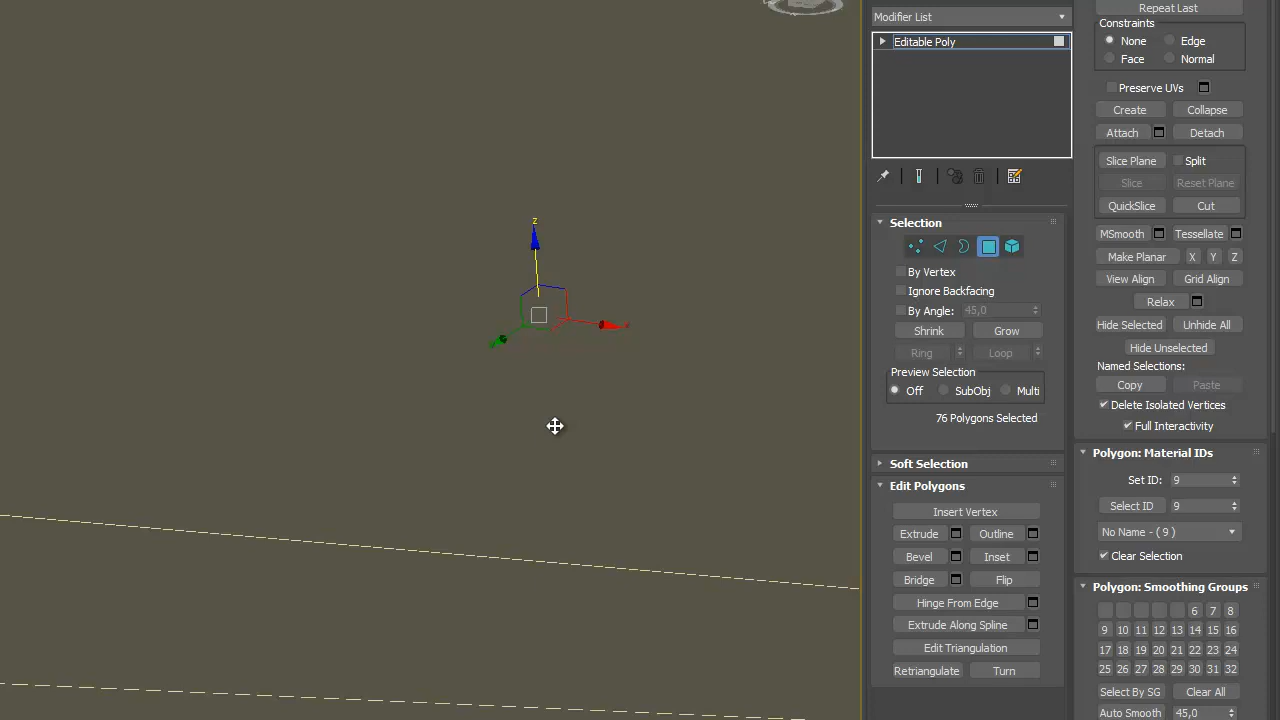 Modifier List
Editable Poly
Selection
By Vertex
Ignore Backfacing
By Angle: 45,0
Shrink Grow
Ring Loop
Preview Selection
Off SubObj Multi
76 Polygons Selected
Soft Selection
Edit Polygons
Insert Vertex
Extrude Outline
Bevel Inset
Bridge Flip
Hinge From Edge
Extrude Along Spline
Edit Triangulation
Retriangulate Turn
Repeat Last
Constraints
None Edge
Face Normal
Preserve UVs
Create Collapse
Attach Detach
Slice Plane Split
Slice Reset Plane
QuickSlice Cut
MSmooth Tessellate
Make Planar X Y Z
View Align Grid Align
Relax
Hide Selected Unhide All
Hide Unselected
Named Selections:
Copy Paste
Delete Isolated Vertices
Full Interactivity
Polygon: Material IDs
Set ID: 9
Select ID 9
No Name - ( 9 )
Clear Selection
Polygon: Smoothing Groups
6 7 8
9 10 11 12 13 14 15 16
17 18 19 20 21 22 23 24
25 26 27 28 29 30 31 32
Select By SG Clear All
Auto Smooth 45,0
z
x